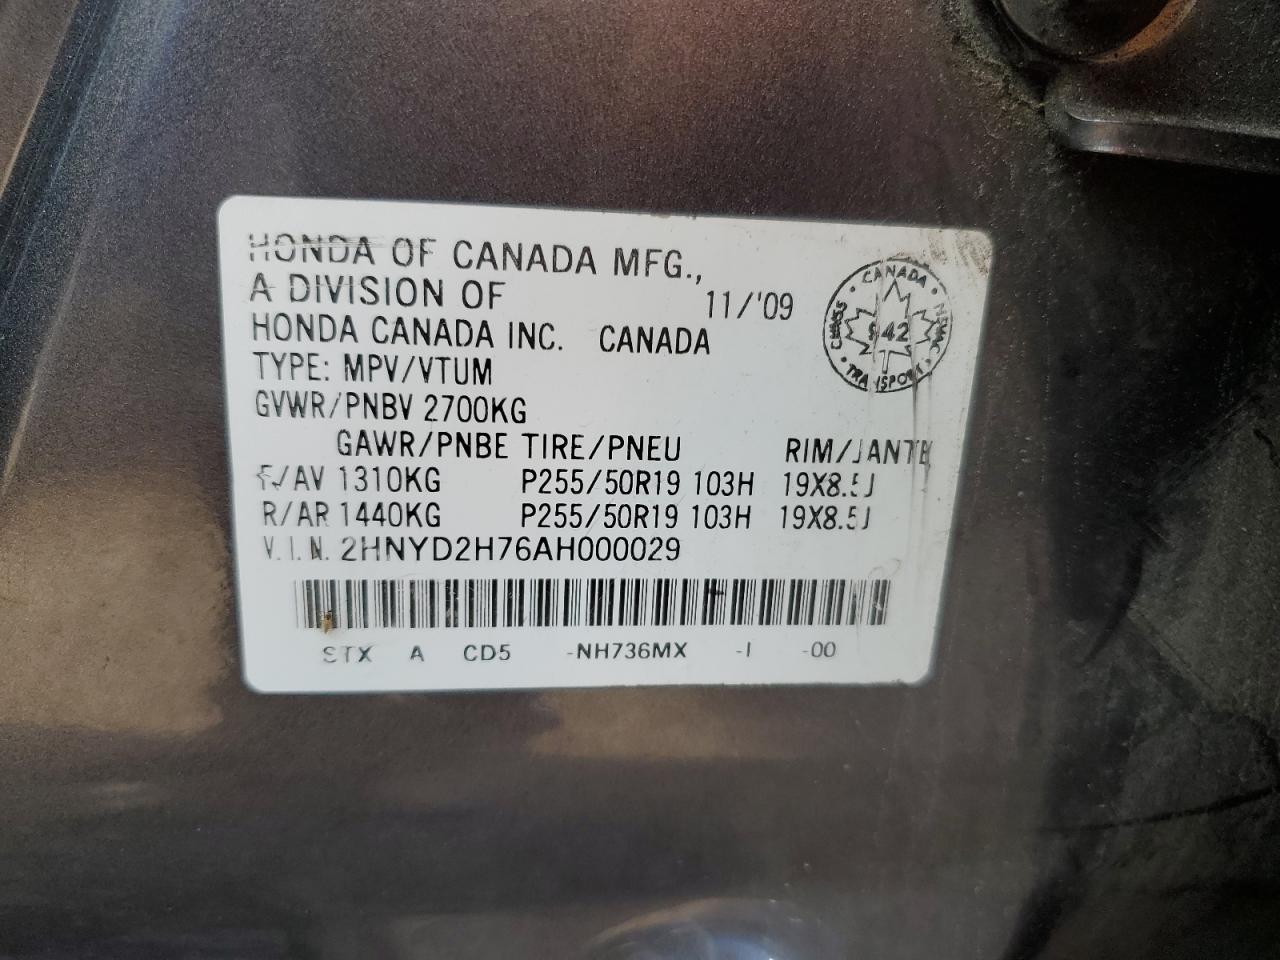 HONDA OF CANADA MFG.,
A DIVISION OF 11/'09
HONDA CANADA INC. CANADA
TYPE: MPV/VTUM
GVWR/PNBV 2700KG
GAWR/PNBE TIRE/PNEU RIM/JANTE
F/AV 1310KG P255/50R19 103H 19X8.5J
R/AR 1440KG P255/50R19 103H 19X8.5J
V.I.N. 2HNYD2H76AH000029
STX A CD5 -NH736MX -I -00
CANADA
TRANSPORT